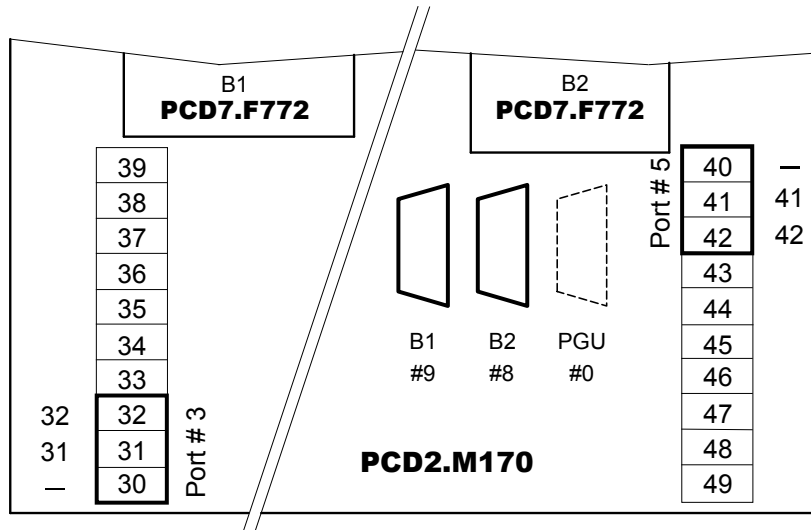 B1
PCD7.F772
B2
PCD7.F772
39
38
37
36
35
34
33
32 32
31 31
— 30
Port # 3
B1
#9
B2
#8
PGU
#0
PCD2.M170
Port # 5
40 —
41 41
42 42
43
44
45
46
47
48
49